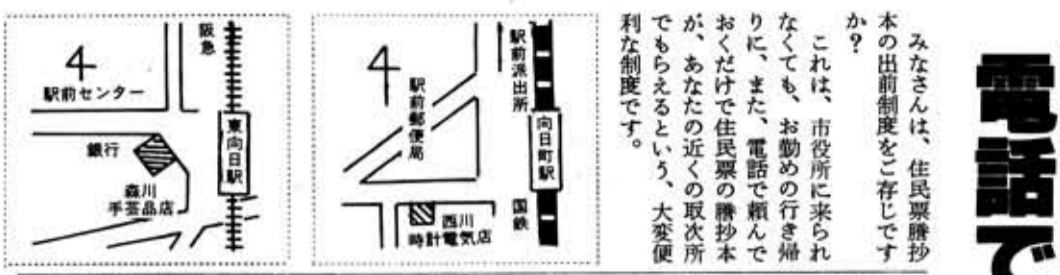 電話で
みなさんは、住民票謄抄
本の出前制度をご存じです
か?
これは、市役所に来られ
なくても、お勤めの行き帰
りに、また、電話で頼んで
おくだけで住民票の謄抄本
が、あなたの近くの取次所
でもらえるという、大変便
利な制度です。
駅前派出所
向日町駅
駅前郵便局
国鉄
西川
時計電気店
阪急
駅前センター
東向日駅
銀行
森川
手芸品店